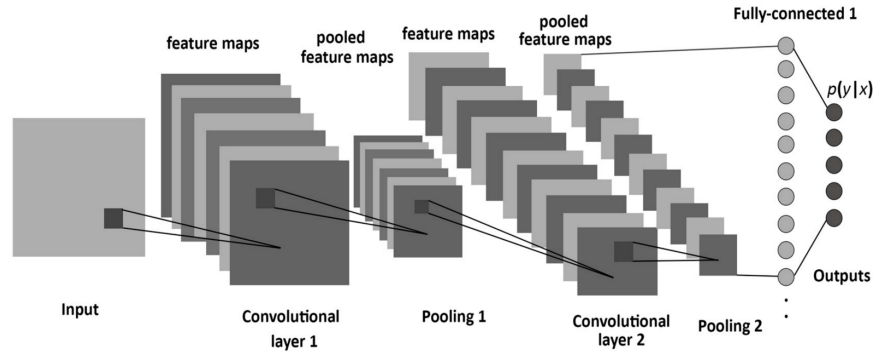 Fully-connected 1
feature maps
pooled
feature maps
feature maps
pooled
feature maps
p(y|x)
Input
Convolutional
layer 1
Pooling 1
Convolutional
layer 2
Pooling 2
Outputs